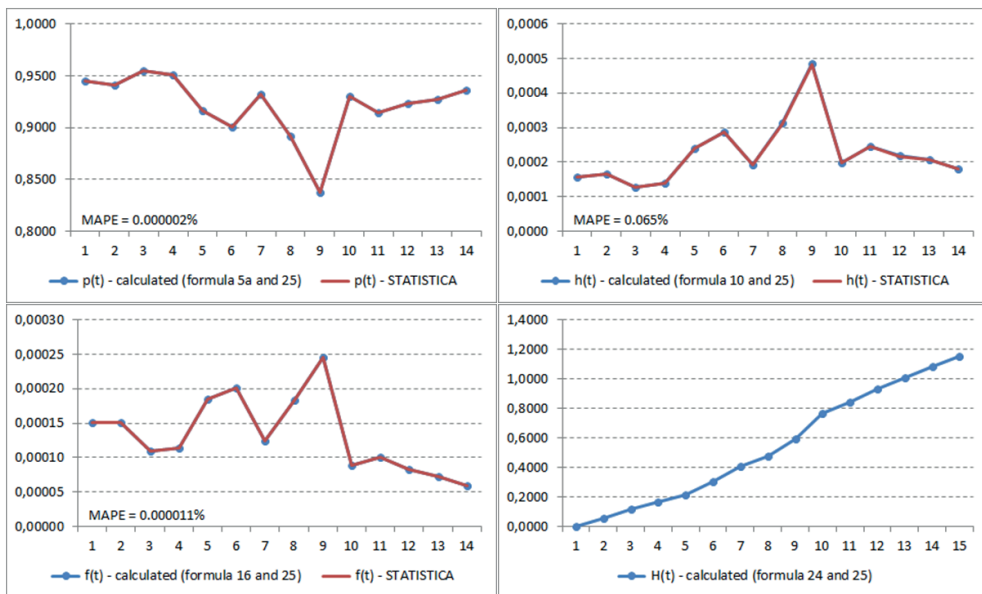 1,0000
0,9500
0,9000
0,8500
0,8000
MAPE = 0.000002%
1 2 3 4 5 6 7 8 9 10 11 12 13 14
p(t) - calculated (formula 5a and 25) p(t) - STATISTICA
0,0006
0,0005
0,0004
0,0003
0,0002
0,0001
0,0000
MAPE = 0.065%
1 2 3 4 5 6 7 8 9 10 11 12 13 14
h(t) - calculated (formula 10 and 25) h(t) - STATISTICA
0,00030
0,00025
0,00020
0,00015
0,00010
0,00005
0,00000
MAPE = 0.000011%
1 2 3 4 5 6 7 8 9 10 11 12 13 14
f(t) - calculated (formula 16 and 25) f(t) - STATISTICA
1,4000
1,2000
1,0000
0,8000
0,6000
0,4000
0,2000
0,0000
1 2 3 4 5 6 7 8 9 10 11 12 13 14 15
H(t) - calculated (formula 24 and 25)